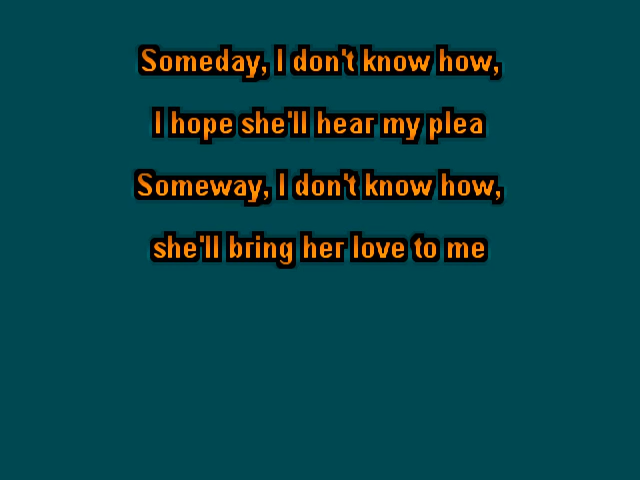 Someday, I don't know how,
I hope she'll hear my plea
Someway, I don't know how,
she'll bring her love to me